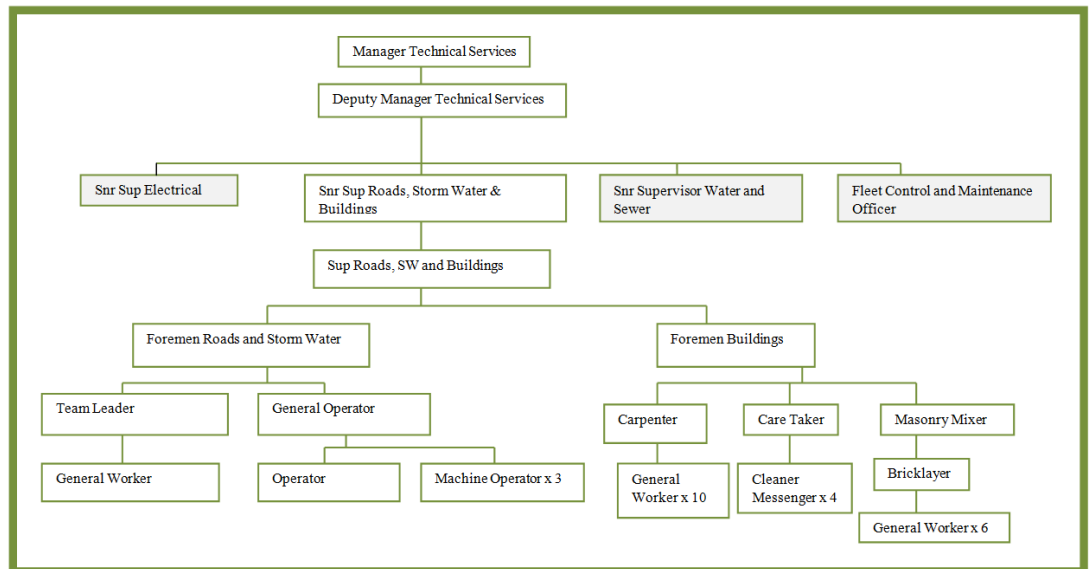 Manager Technical Services
Deputy Manager Technical Services
Snr Sup Electrical
Snr Sup Roads, Storm Water &
Buildings
Snr Supervisor Water and
Sewer
Fleet Control and Maintenance
Officer
Sup Roads, SW and Buildings
Foremen Roads and Storm Water
Foremen Buildings
Team Leader
General Operator
Carpenter
Care Taker
Masonry Mixer
General Worker
Operator
Machine Operator x 3
General
Worker x 10
Cleaner
Messenger x 4
Bricklayer
General Worker x 6